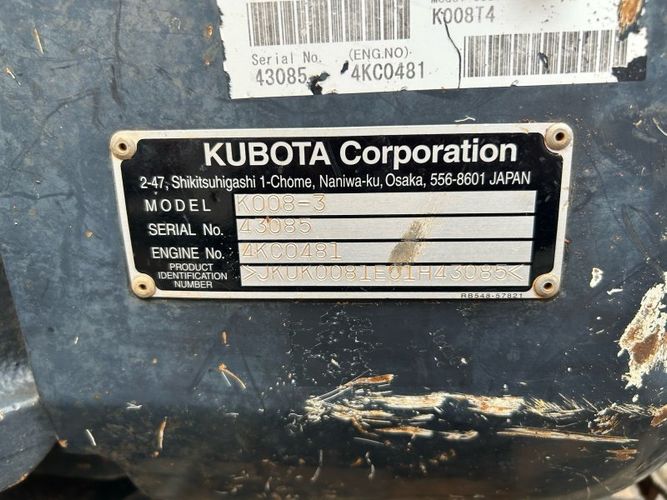 K008T4
Serial No. (ENG.NO)
43085 4KC0481
KUBOTA Corporation
2-47, Shikitsuhigashi 1-Chome, Naniwa-ku, Osaka, 556-8601 JAPAN
MODEL K008-3
SERIAL No. 43085
ENGINE No. 4KC0481
PRODUCT IDENTIFICATION NUMBER >JKUK0081E01H43085<
RB548-57821